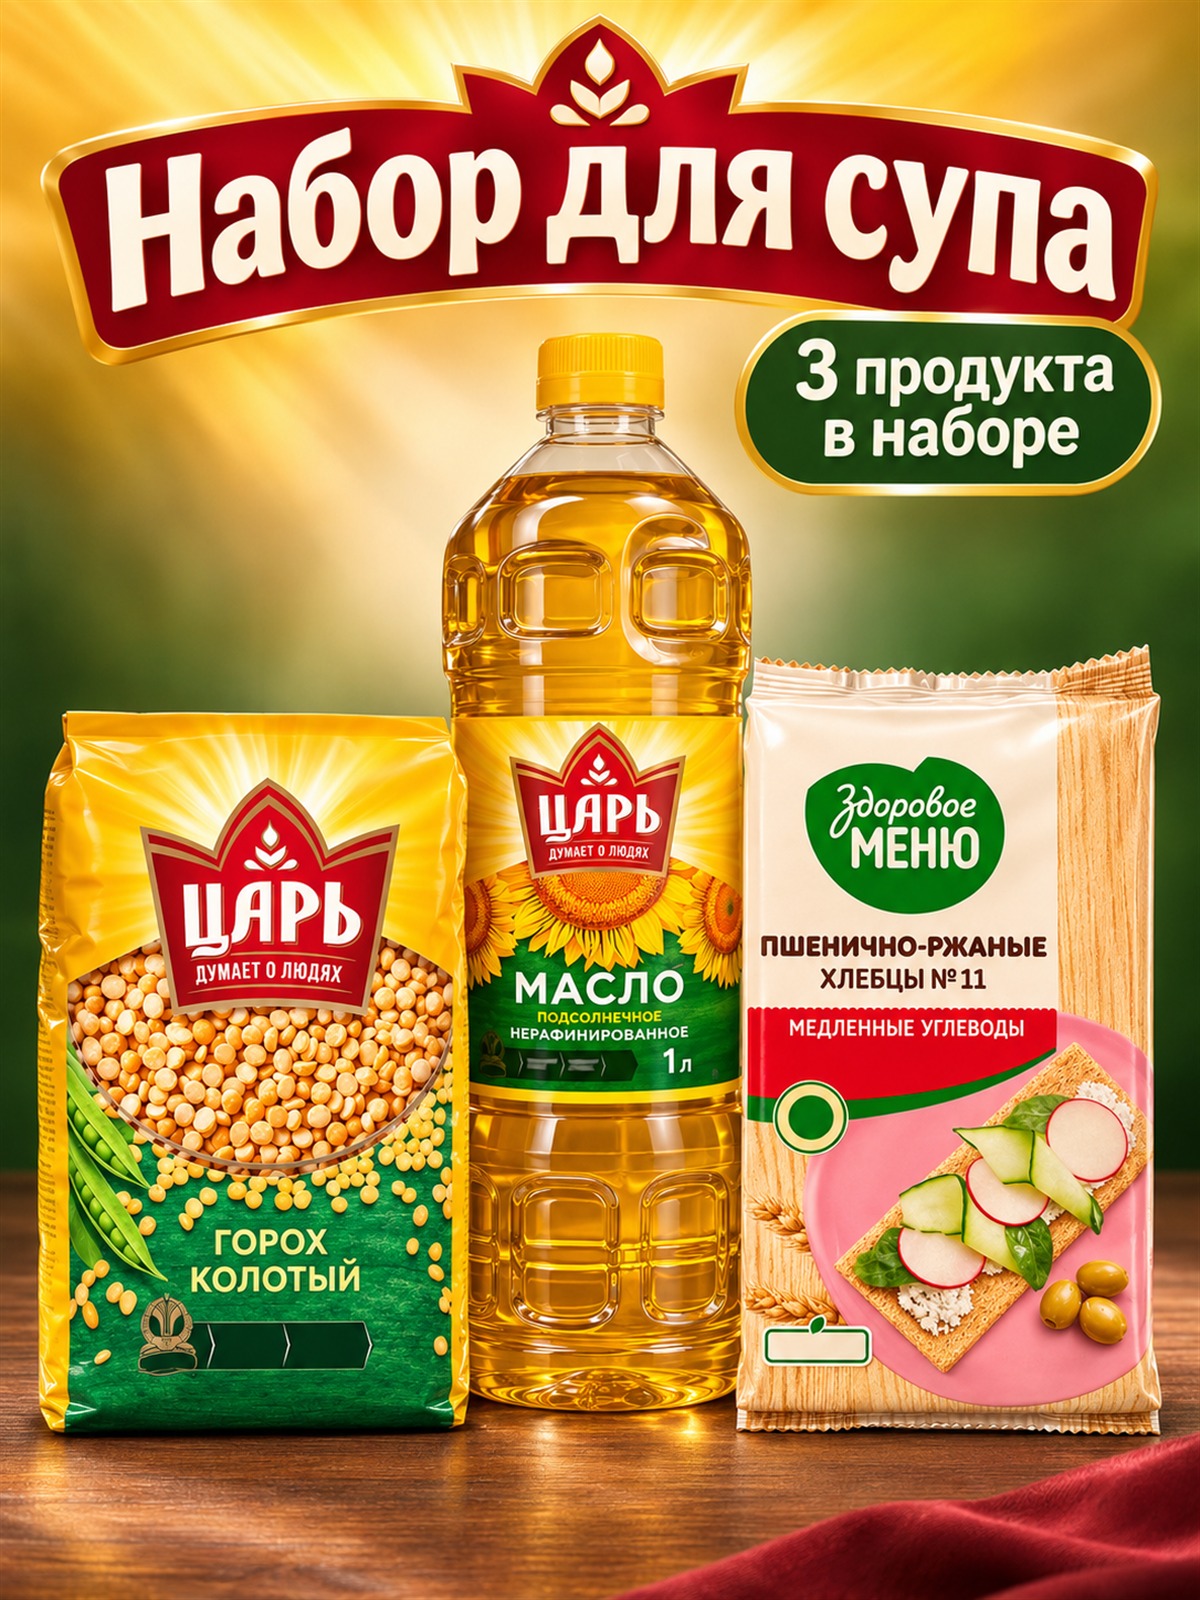 Набор для супа
3 продукта
в наборе
ЦАРЬ
ДУМАЕТ О ЛЮДЯХ
ГОРОХ
КОЛОТЫЙ
ЦАРЬ
ДУМАЕТ О ЛЮДЯХ
МАСЛО
ПОДСОЛНЕЧНОЕ
НЕРАФИНИРОВАННОЕ
1 л
Здоровое
МЕНЮ
ПШЕНИЧНО-РЖАНЫЕ
ХЛЕБЦЫ № 11
МЕДЛЕННЫЕ УГЛЕВОДЫ